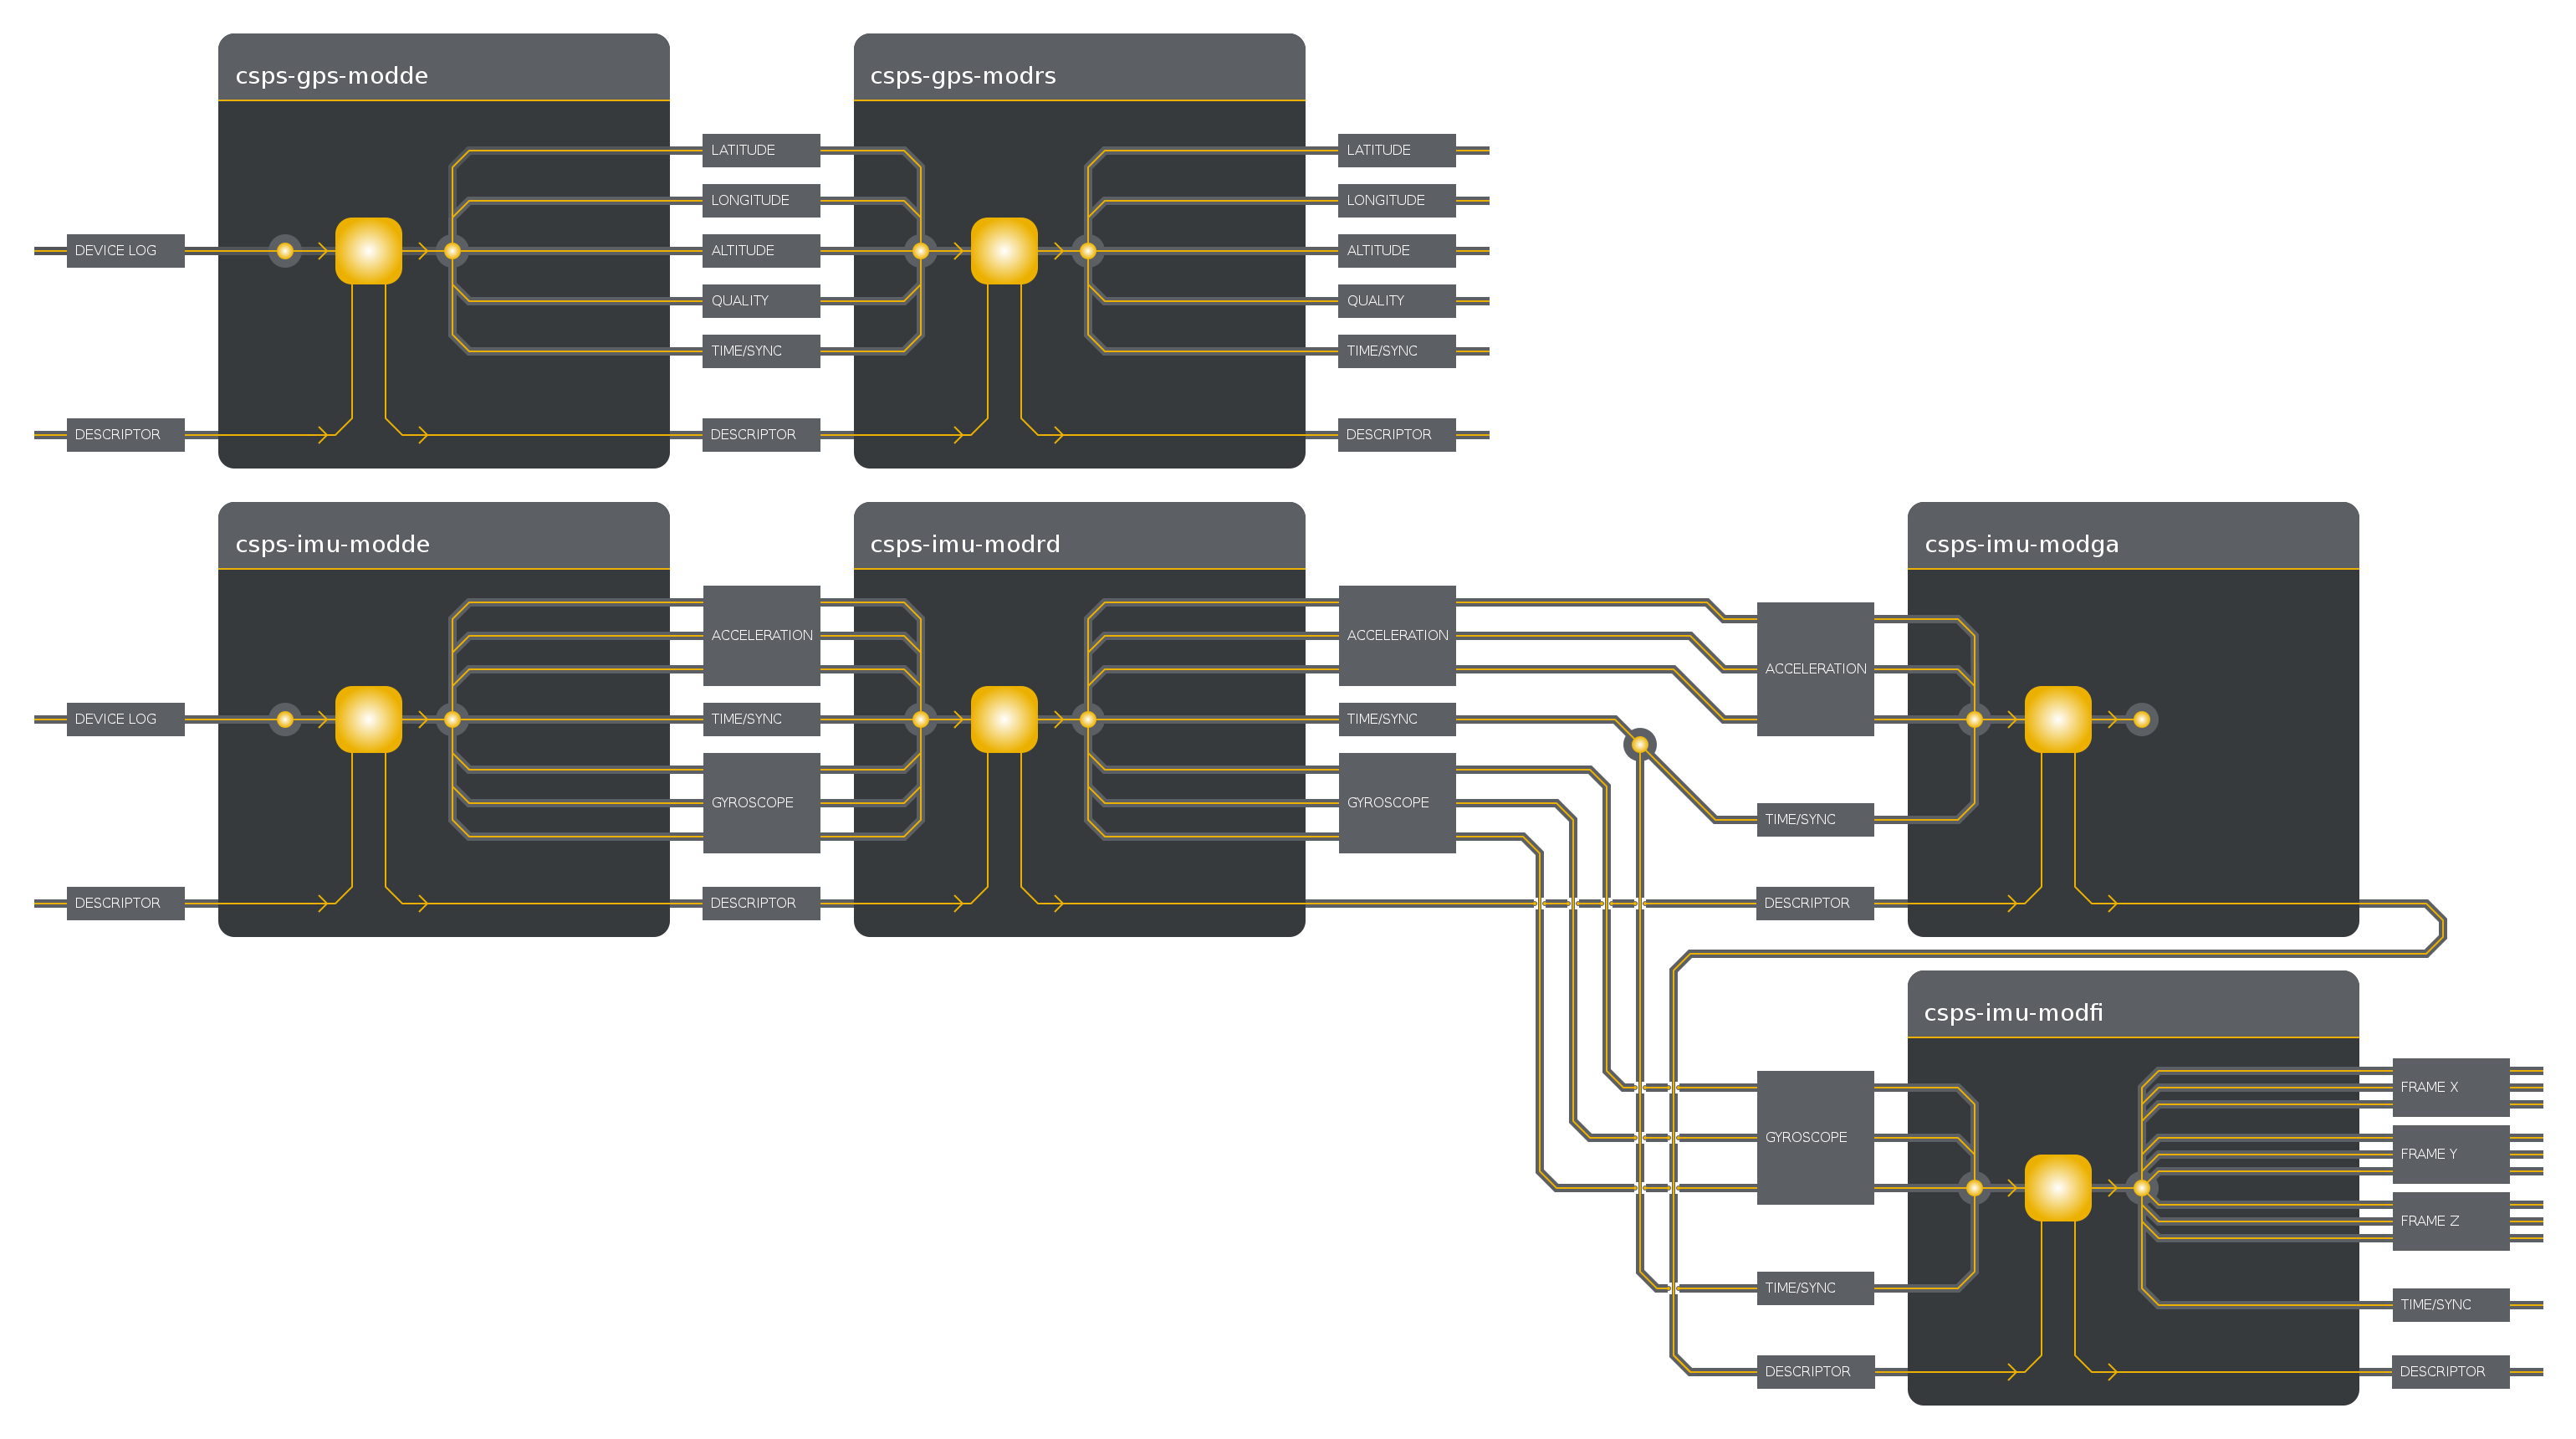 csps-gps-modde
csps-gps-modrs
LATITUDE
LATITUDE
LONGITUDE
LONGITUDE
DEVICE LOG
ALTITUDE
ALTITUDE
QUALITY
QUALITY
TIME/SYNC
TIME/SYNC
DESCRIPTOR
DESCRIPTOR
DESCRIPTOR
csps-imu-modde
csps-imu-modrd
csps-imu-modga
ACCELERATION
ACCELERATION
ACCELERATION
DEVICE LOG
TIME/SYNC
TIME/SYNC
GYROSCOPE
GYROSCOPE
TIME/SYNC
DESCRIPTOR
DESCRIPTOR
DESCRIPTOR
csps-imu-modfi
FRAME X
GYROSCOPE
FRAME Y
FRAME Z
TIME/SYNC
TIME/SYNC
DESCRIPTOR
DESCRIPTOR